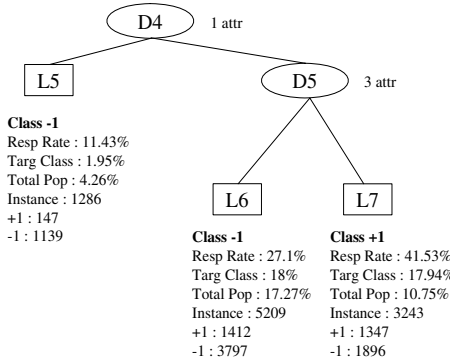 D4
1 attr
L5
D5
3 attr
Class -1
Resp Rate : 11.43%
Targ Class : 1.95%
Total Pop : 4.26%
Instance : 1286
+1 : 147
-1 : 1139
L6
L7
Class -1
Resp Rate : 27.1%
Targ Class : 18%
Total Pop : 17.27%
Instance : 5209
+1 : 1412
-1 : 3797
Class +1
Resp Rate : 41.53%
Targ Class : 17.94%
Total Pop : 10.75%
Instance : 3243
+1 : 1347
-1 : 1896